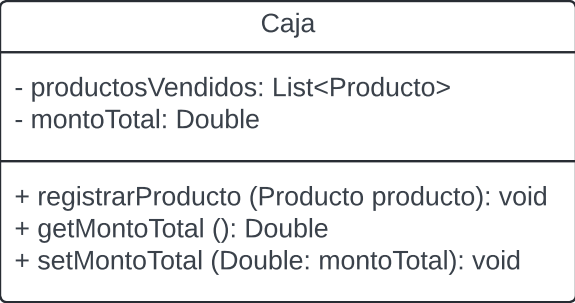 Caja
- productosVendidos: List<Producto>
- montoTotal: Double
+ registrarProducto (Producto producto): void
+ getMontoTotal (): Double
+ setMontoTotal (Double: montoTotal): void